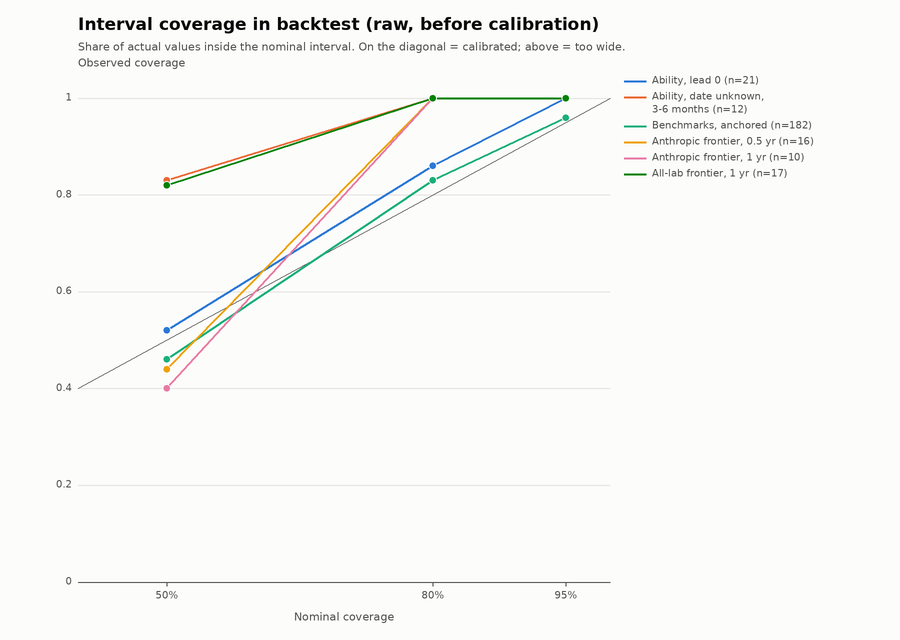 Interval coverage in backtest (raw, before calibration)
Share of actual values inside the nominal interval. On the diagonal = calibrated; above = too wide.
Observed coverage
Ability, lead 0 (n=21)
Ability, date unknown,
3-6 months (n=12)
Benchmarks, anchored (n=182)
Anthropic frontier, 0.5 yr (n=16)
Anthropic frontier, 1 yr (n=10)
All-lab frontier, 1 yr (n=17)
1
0.8
0.6
0.4
0.2
0
50% 80% 95%
Nominal coverage